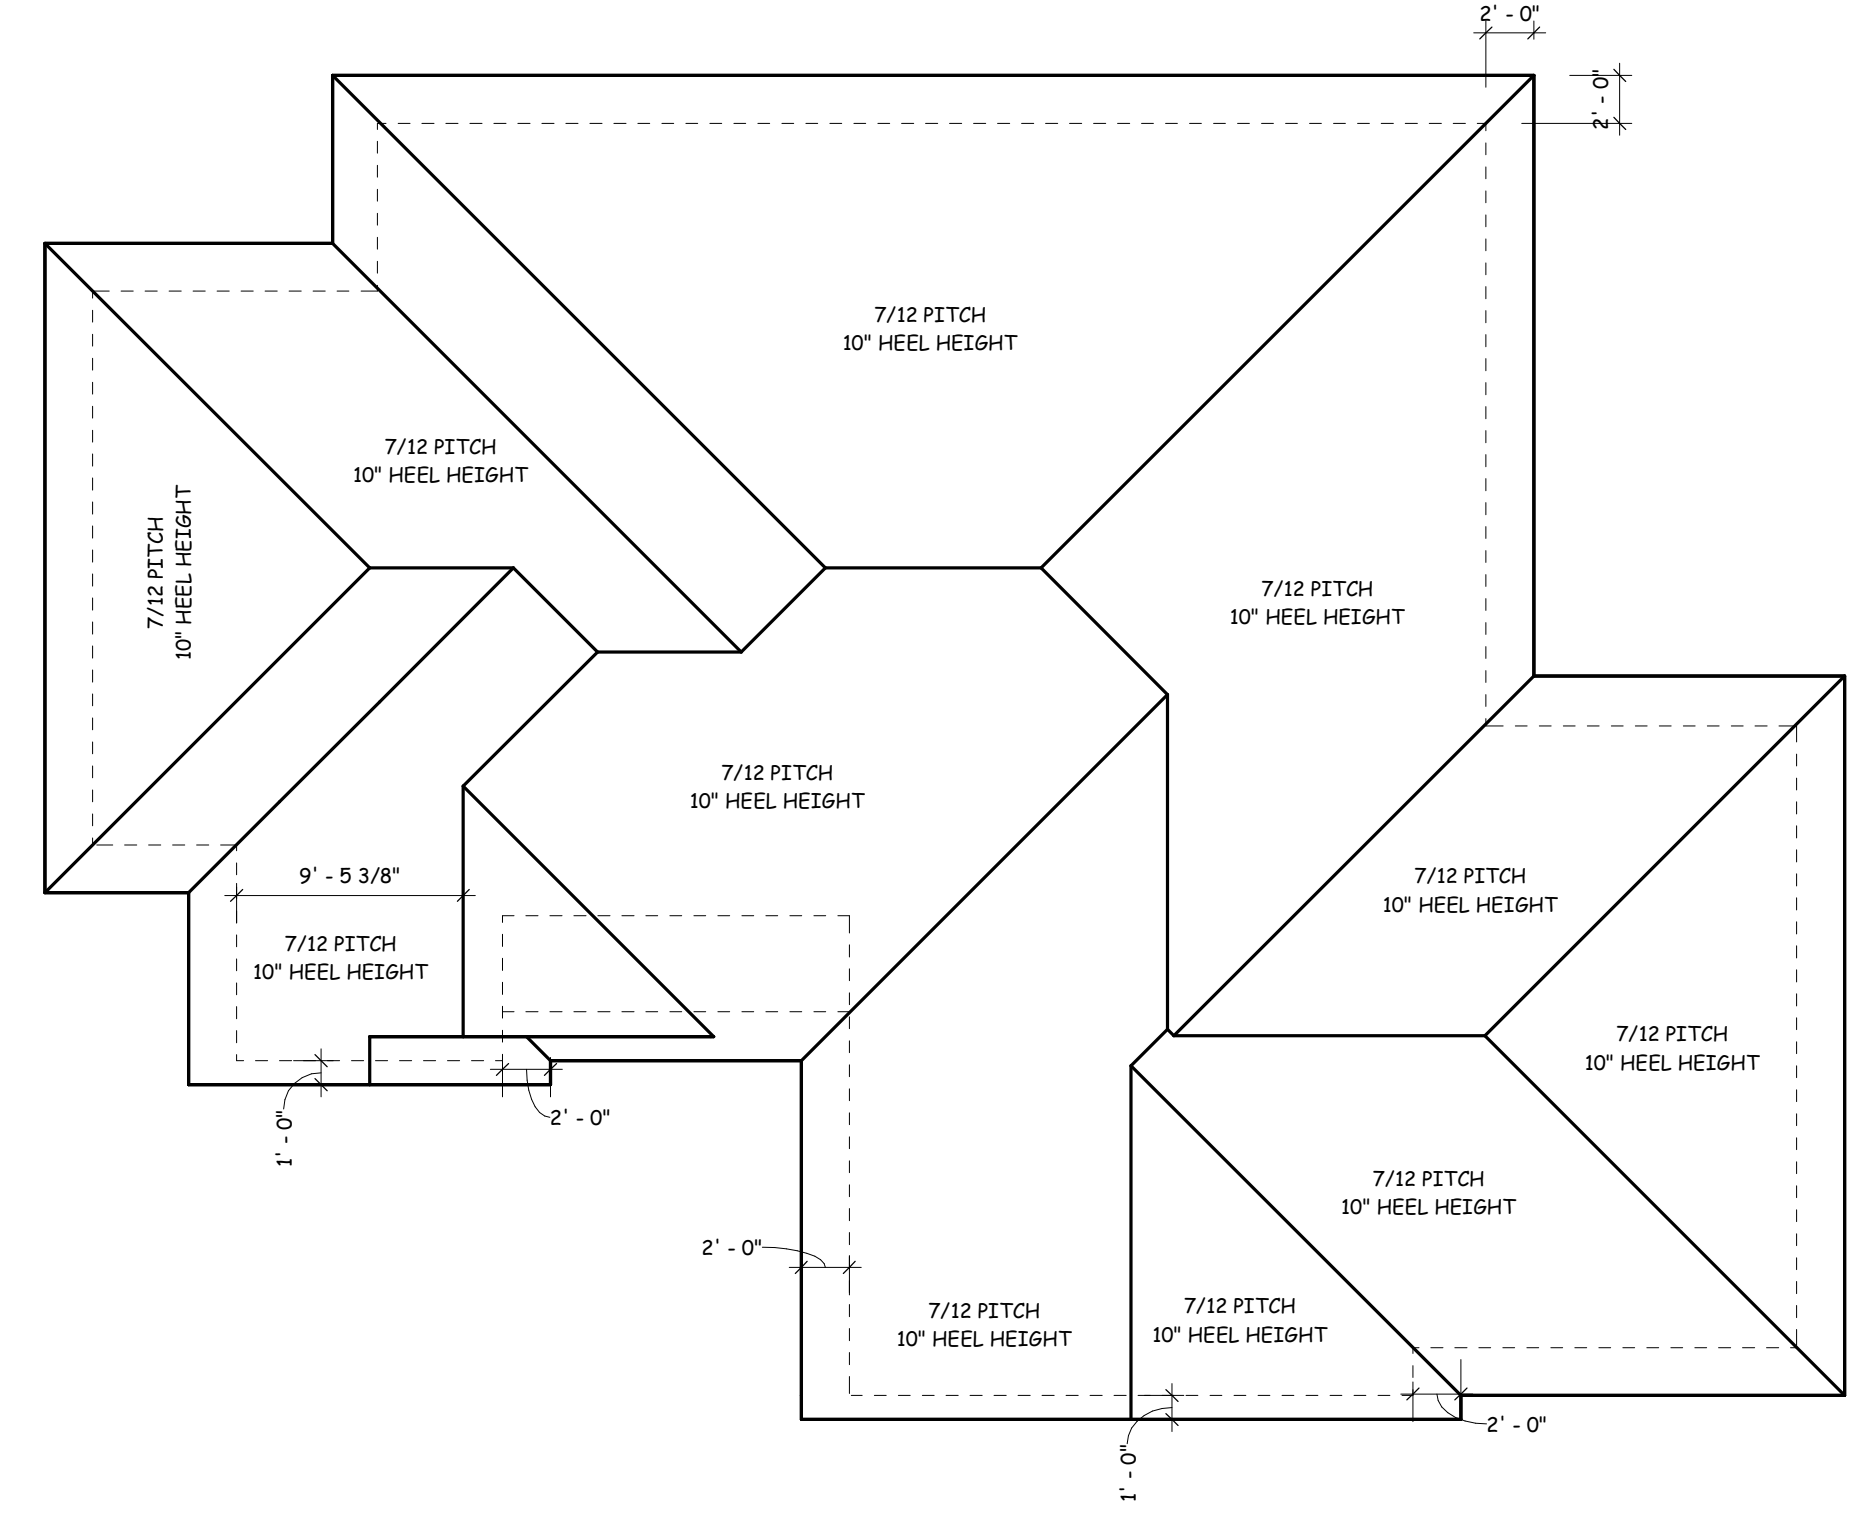 2' - 0"
2' - 0"
7/12 PITCH
10" HEEL HEIGHT
7/12 PITCH
10" HEEL HEIGHT
7/12 PITCH
10" HEEL HEIGHT
7/12 PITCH
10" HEEL HEIGHT
7/12 PITCH
10" HEEL HEIGHT
9' - 5 3/8"
7/12 PITCH
10" HEEL HEIGHT
7/12 PITCH
10" HEEL HEIGHT
7/12 PITCH
10" HEEL HEIGHT
1' - 0"
2' - 0"
7/12 PITCH
10" HEEL HEIGHT
2' - 0"
7/12 PITCH
10" HEEL HEIGHT
7/12 PITCH
10" HEEL HEIGHT
2' - 0"
1' - 0"